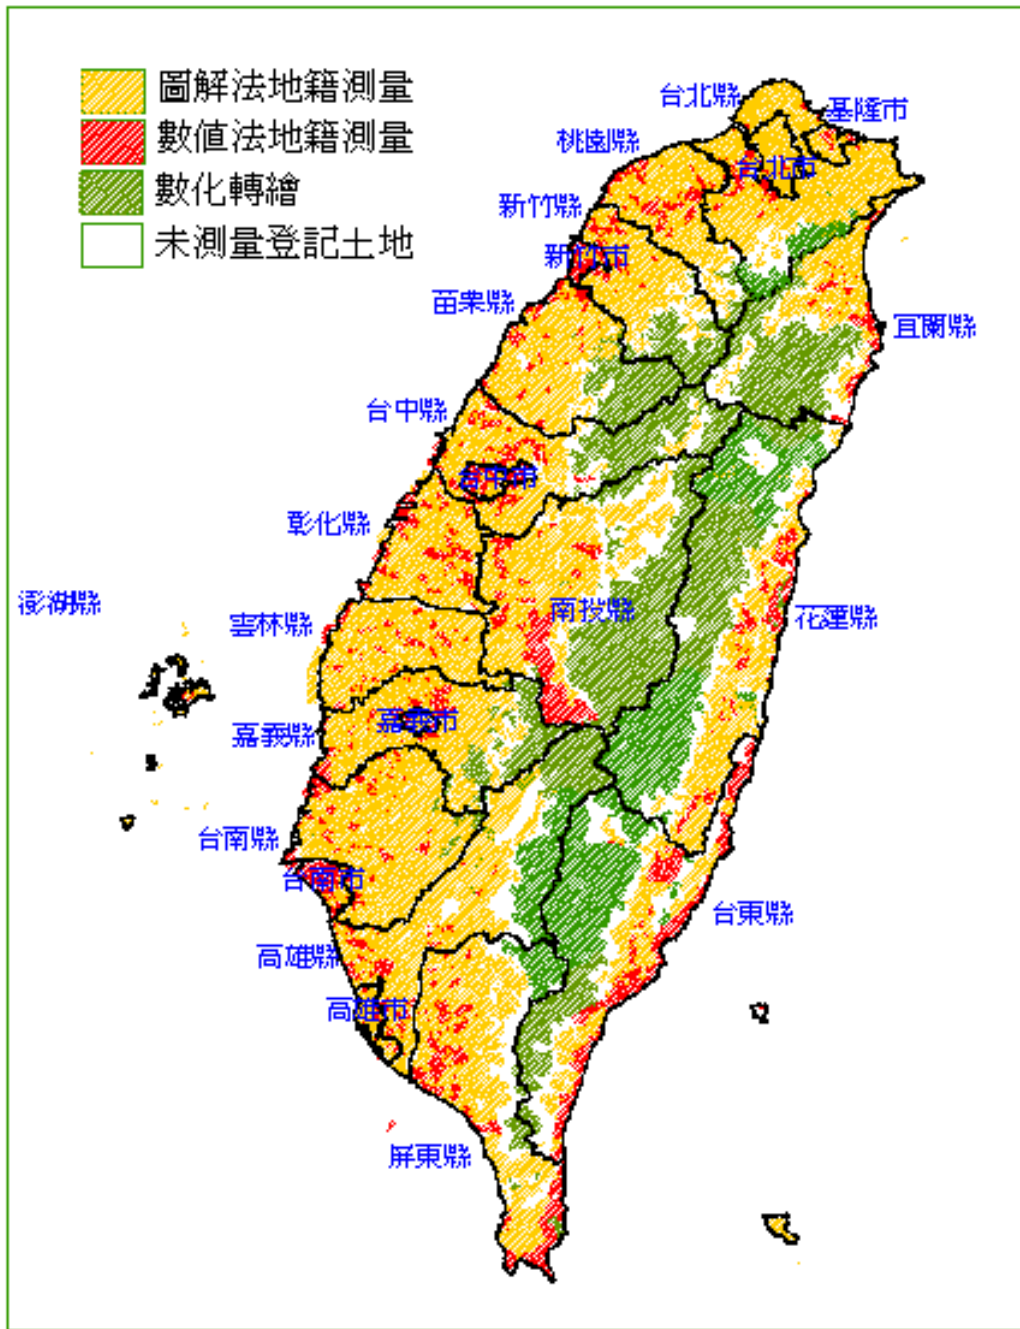 圖解法地籍測量
數值法地籍測量
數化轉繪
未測量登記土地
台北縣
基隆市
桃園縣
台北市
新竹縣
新竹市
苗栗縣
宜蘭縣
台中縣
台中市
彰化縣
澎湖縣
南投縣
花蓮縣
雲林縣
嘉義市
嘉義縣
台南縣
台南市
台東縣
高雄縣
高雄市
屏東縣